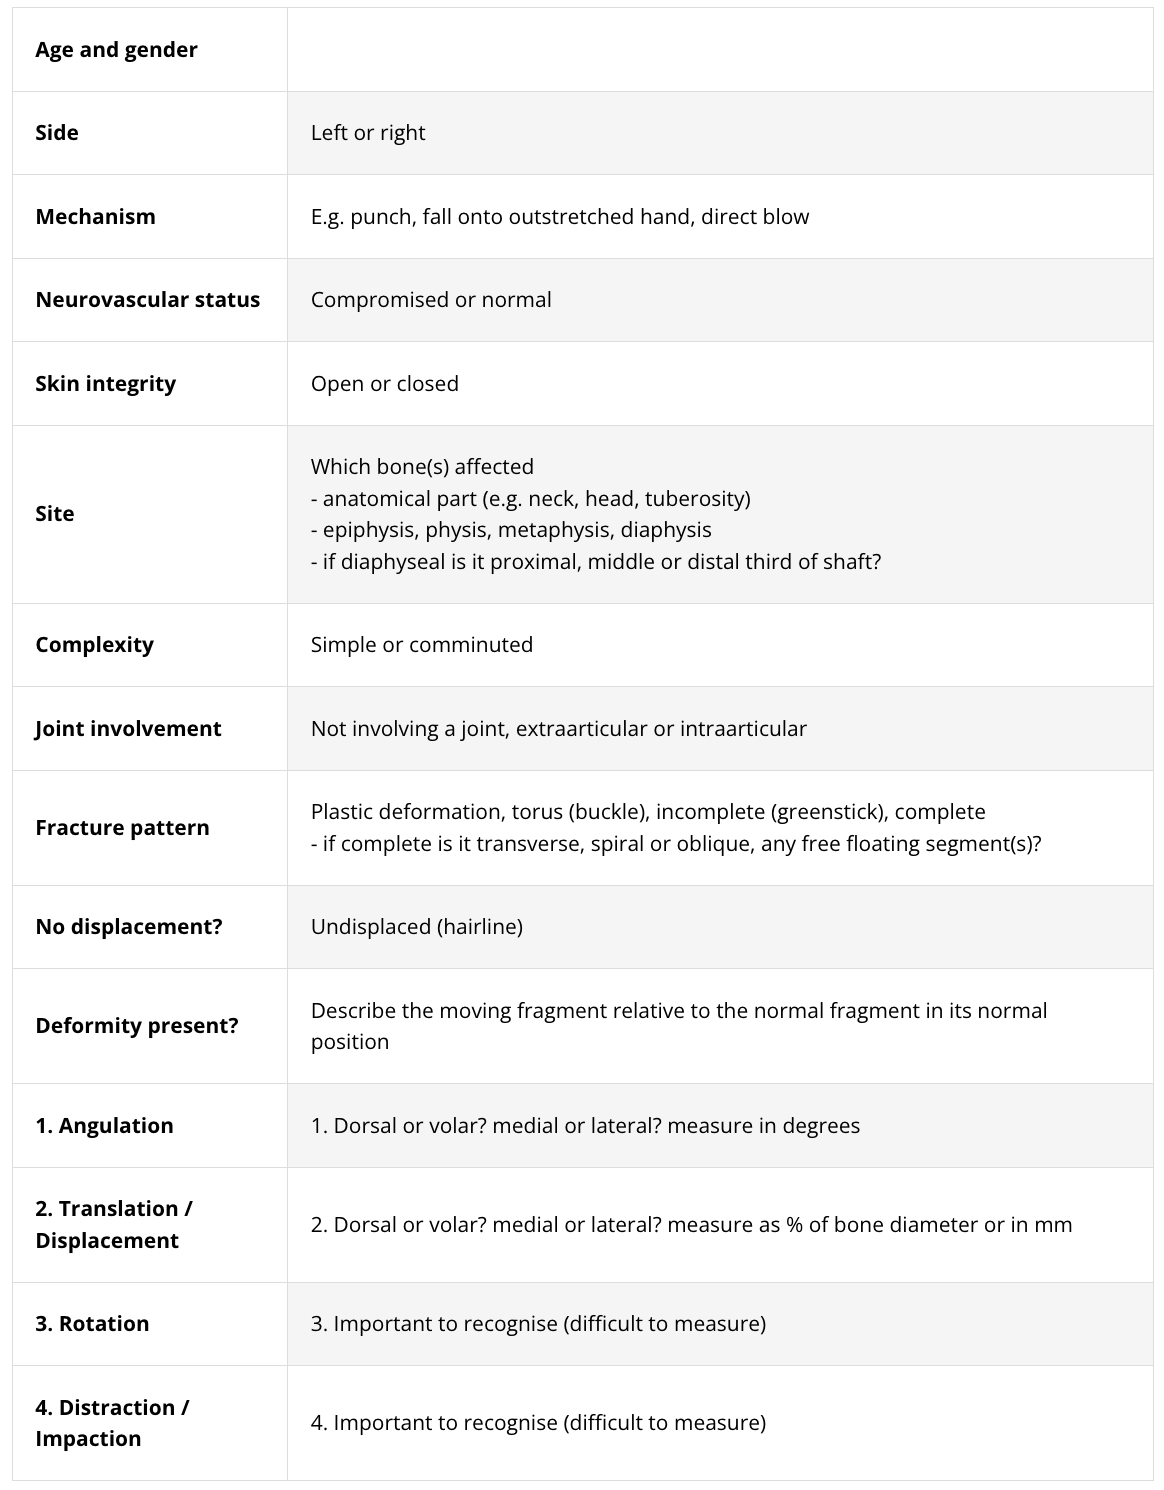 Age and gender
Side
Left or right
Mechanism
E.g. punch, fall onto outstretched hand, direct blow
Neurovascular status
Compromised or normal
Skin integrity
Open or closed
Site
Which bone(s) affected
- anatomical part (e.g. neck, head, tuberosity)
- epiphysis, physis, metaphysis, diaphysis
- if diaphyseal is it proximal, middle or distal third of shaft?
Complexity
Simple or comminuted
Joint involvement
Not involving a joint, extraarticular or intraarticular
Fracture pattern
Plastic deformation, torus (buckle), incomplete (greenstick), complete
- if complete is it transverse, spiral or oblique, any free floating segment(s)?
No displacement?
Undisplaced (hairline)
Deformity present?
Describe the moving fragment relative to the normal fragment in its normal
position
1. Angulation
1. Dorsal or volar? medial or lateral? measure in degrees
2. Translation /
Displacement
2. Dorsal or volar? medial or lateral? measure as % of bone diameter or in mm
3. Rotation
3. Important to recognise (difficult to measure)
4. Distraction /
Impaction
4. Important to recognise (difficult to measure)